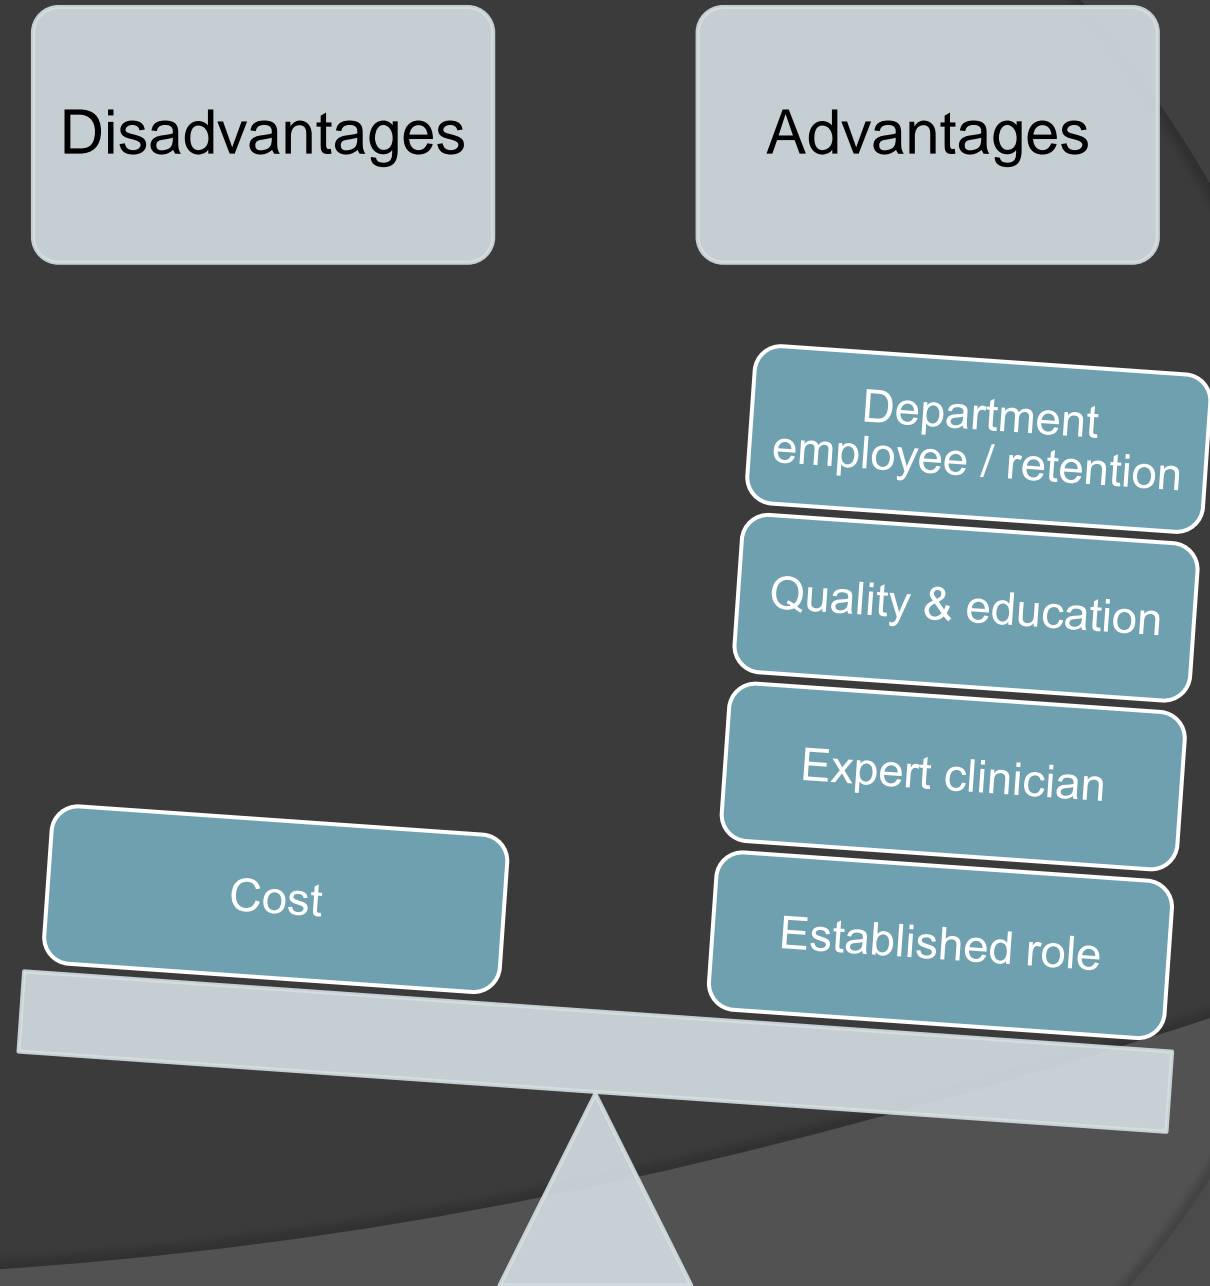 Disadvantages
Advantages
Department
employee / retention
Quality & education
Expert clinician
Established role
Cost